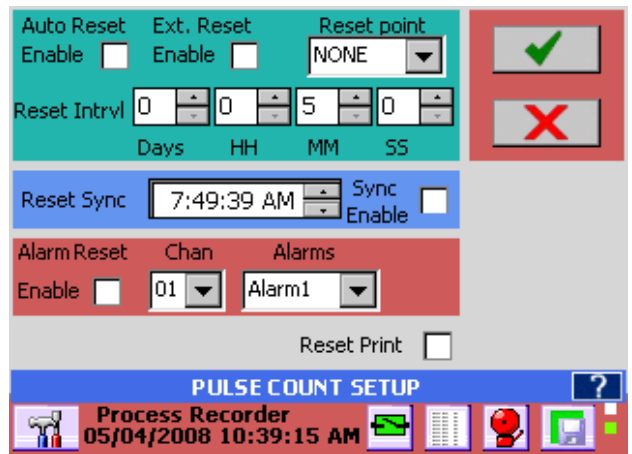 Auto Reset Ext. Reset Reset point
Enable Enable NONE
Reset Intrvl 0 0 5 0
Days HH MM SS
Reset Sync 7:49:39 AM Sync Enable
Alarm Reset Chan Alarms
Enable 01 Alarm1
Reset Print
PULSE COUNT SETUP ?
Process Recorder
05/04/2008 10:39:15 AM